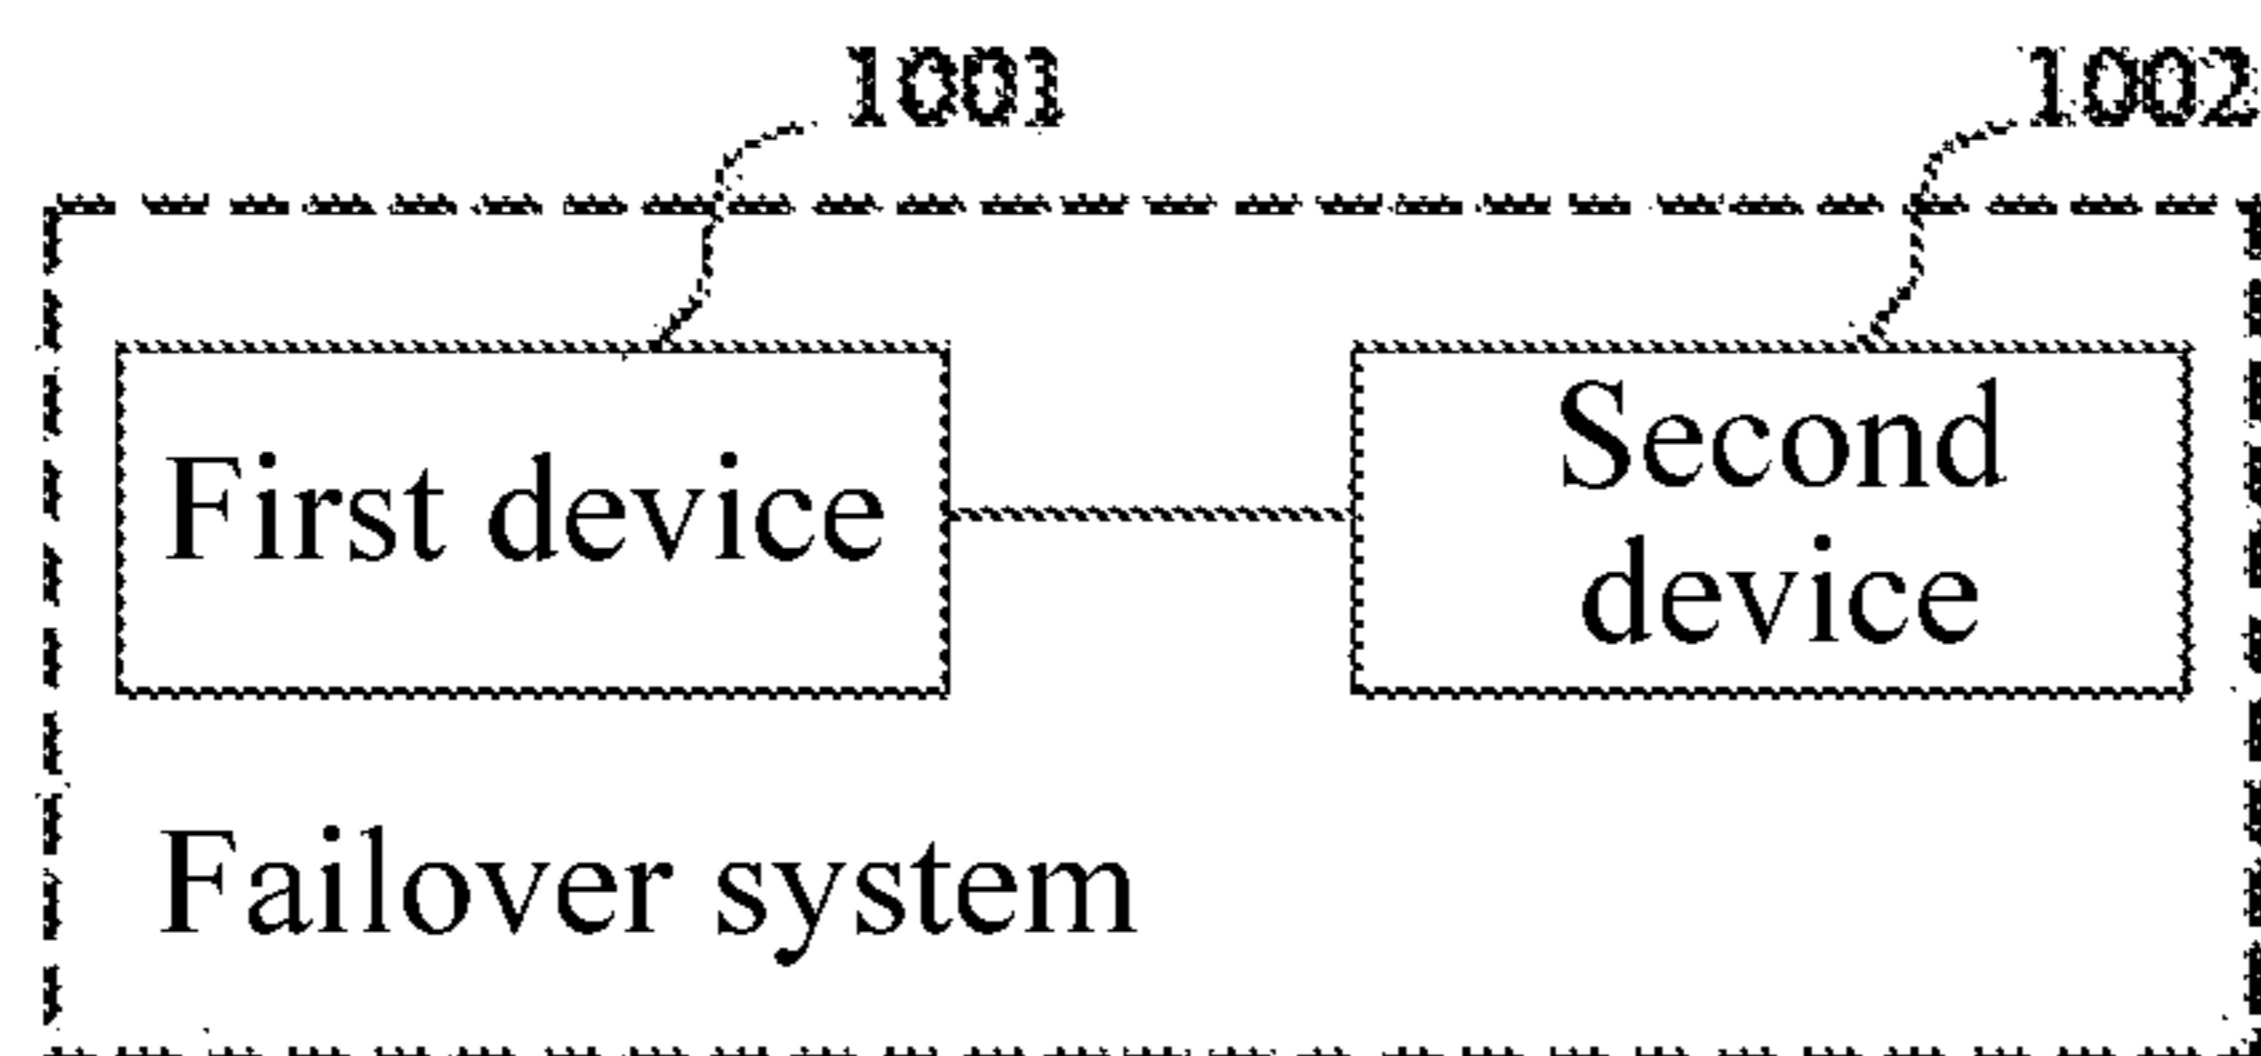 1001
1002
First device
Second
device
Failover system